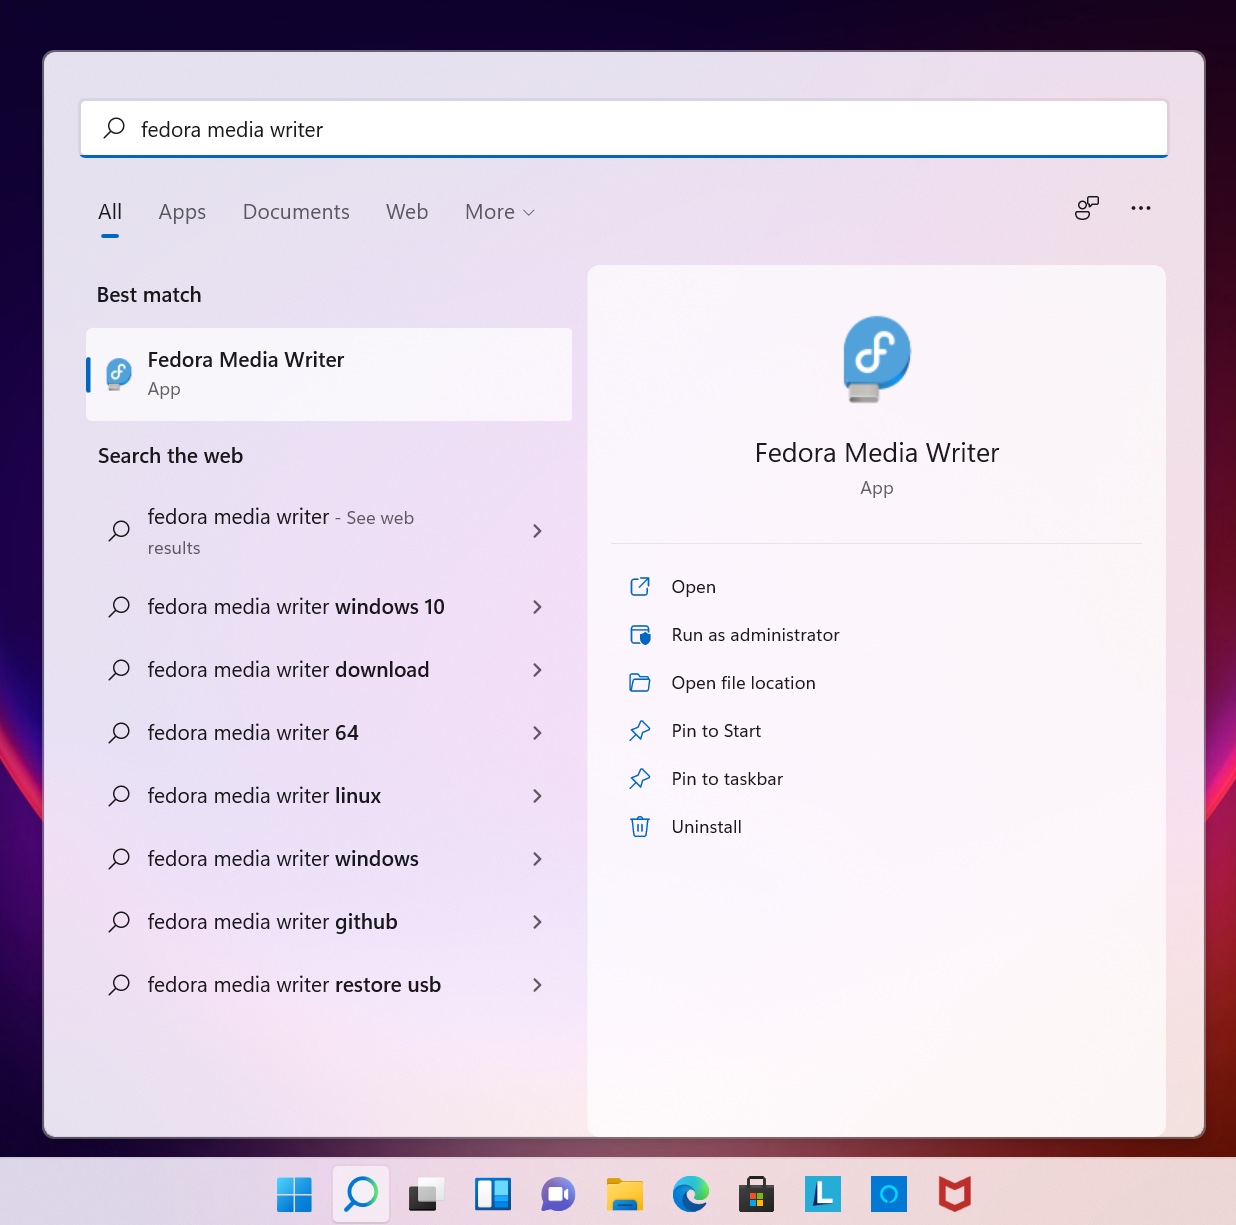 fedora media writer
All Apps Documents Web More
Best match
Fedora Media Writer
App
Search the web
fedora media writer - See web
results
fedora media writer windows 10
fedora media writer download
fedora media writer 64
fedora media writer linux
fedora media writer windows
fedora media writer github
fedora media writer restore usb
Fedora Media Writer
App
Open
Run as administrator
Open file location
Pin to Start
Pin to taskbar
Uninstall
L